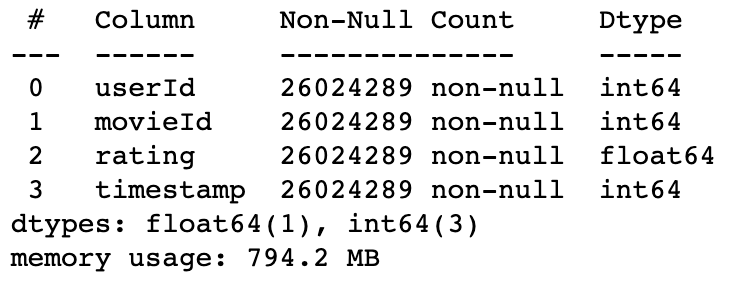 #   Column     Non-Null Count     Dtype
---  ------     --------------     -----
0   userId     26024289 non-null  int64
1   movieId    26024289 non-null  int64
2   rating     26024289 non-null  float64
3   timestamp  26024289 non-null  int64
dtypes: float64(1), int64(3)
memory usage: 794.2 MB